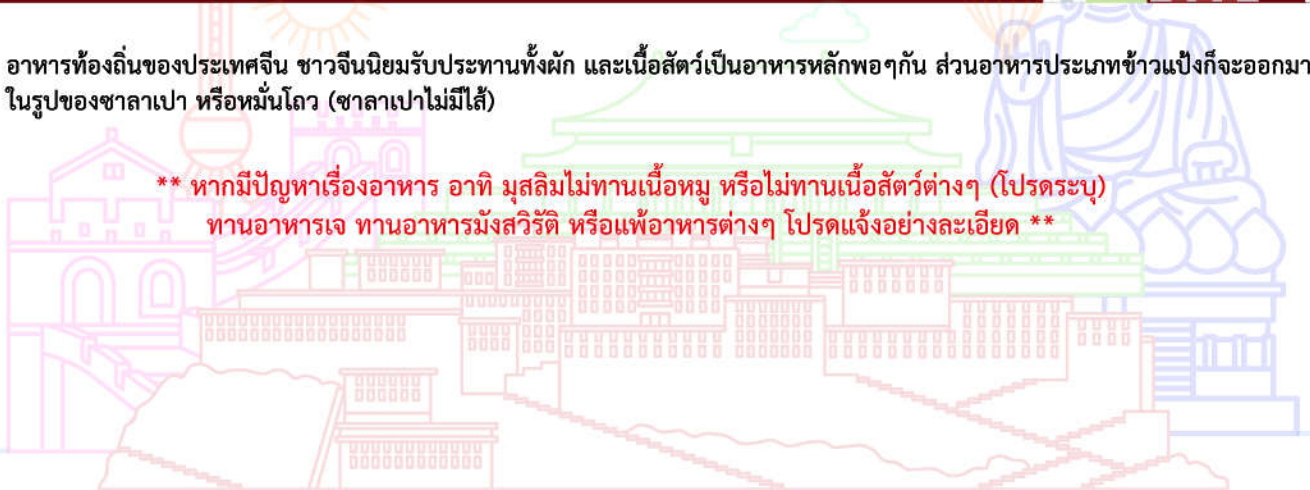 อาหารท้องถิ่นของประเทศจีน ชาวจีนนิยมรับประทานทั้งผัก และเนื้อสัตว์เป็นอาหารหลักพอๆกัน ส่วนอาหารประเภทข้าวแป้งก็จะออกมา
ในรูปของซาลาเปา หรือหมั่นโถว (ซาลาเปาไม่มีไส้)
** หากมีปัญหาเรื่องอาหาร อาทิ มุสลิมไม่ทานเนื้อหมู หรือไม่ทานเนื้อสัตว์ต่างๆ (โปรดระบุ)
ทานอาหารเจ ทานอาหารมังสวิรัติ หรือแพ้อาหารต่างๆ โปรดแจ้งอย่างละเอียด **